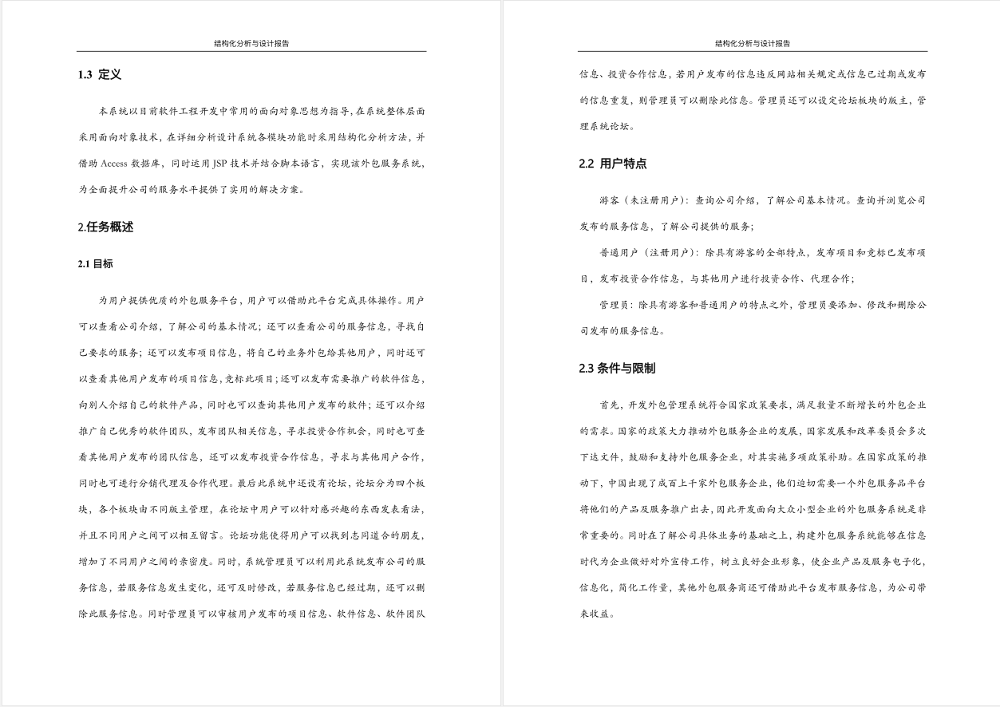 结构化分析与设计报告
1.3 定义
本系统以目前软件工程开发中常用的面向对象思想为指导，在系统整体层面
采用面向对象技术，在详细分析设计系统各模块功能时采用结构化分析方法，并
借助 Access 数据库，同时运用 JSP 技术并结合脚本语言，实现该外包服务系统，
为全面提升公司的服务水平提供了实用的解决方案。
2.任务概述
2.1 目标
为用户提供优质的外包服务平台，用户可以借助此平台完成具体操作。用户
可以查看公司介绍，了解公司的基本情况；还可以查看公司的服务信息，寻找自
己要求的服务；还可以发布项目信息，将自己的业务外包给其他用户，同时还可
以查看其他用户发布的项目信息，竞标此项目；还可以发布需要推广的软件信息，
向别人介绍自己的软件产品，同时也可以查询其他用户发布的软件；还可以介绍
推广自己优秀的软件团队，发布团队相关信息，寻求投资合作机会，同时也可查
看其他用户发布的团队信息，还可以发布投资合作信息，寻求与其他用户合作，
同时也可进行分销代理及合作代理。最后此系统中还设有论坛，论坛分为四个板
块，各个板块由不同版主管理，在论坛中用户可以针对感兴趣的东西发表看法，
并且不同用户之间可以相互留言。论坛功能使得用户可以找到志同道合的朋友，
增加了不同用户之间的亲密度。同时，系统管理员可以利用此系统发布公司的服
务信息，若服务信息发生变化，还可及时修改，若服务信息已经过期，还可以删
除此服务信息。同时管理员可以审核用户发布的项目信息、软件信息、软件团队
结构化分析与设计报告
信息、投资合作信息，若用户发布的信息违反网站相关规定或信息已过期或发布
的信息重复，则管理员可以删除此信息。管理员还可以设定论坛板块的版主，管
理系统论坛。
2.2 用户特点
游客（未注册用户）：查询公司介绍，了解公司基本情况。查询并浏览公司
发布的服务信息，了解公司提供的服务；
普通用户（注册用户）：除具有游客的全部特点，发布项目和竞标已发布项
目，发布投资合作信息，与其他用户进行投资合作、代理合作；
管理员：除具有游客和普通用户的特点之外，管理员要添加、修改和删除公
司发布的服务信息。
2.3 条件与限制
首先，开发外包管理系统符合国家政策要求，满足数量不断增长的外包企业
的需求。国家的政策大力推动外包服务企业的发展，国家发展和改革委员会多次
下达文件，鼓励和支持外包服务企业，对其实施多项政策补助。在国家政策的推
动下，中国出现了成百上千家外包服务企业，他们迫切需要一个外包服务品平台
将他们的产品及服务推广出去，因此开发面向大众小型企业的外包服务系统是非
常重要的。同时在了解公司具体业务的基础之上，构建外包服务系统能够在信息
时代为企业做好对外宣传工作，树立良好企业形象，使企业产品及服务电子化，
信息化，简化工作量，其他外包服务商还可借助此平台发布服务信息，为公司带
来收益。